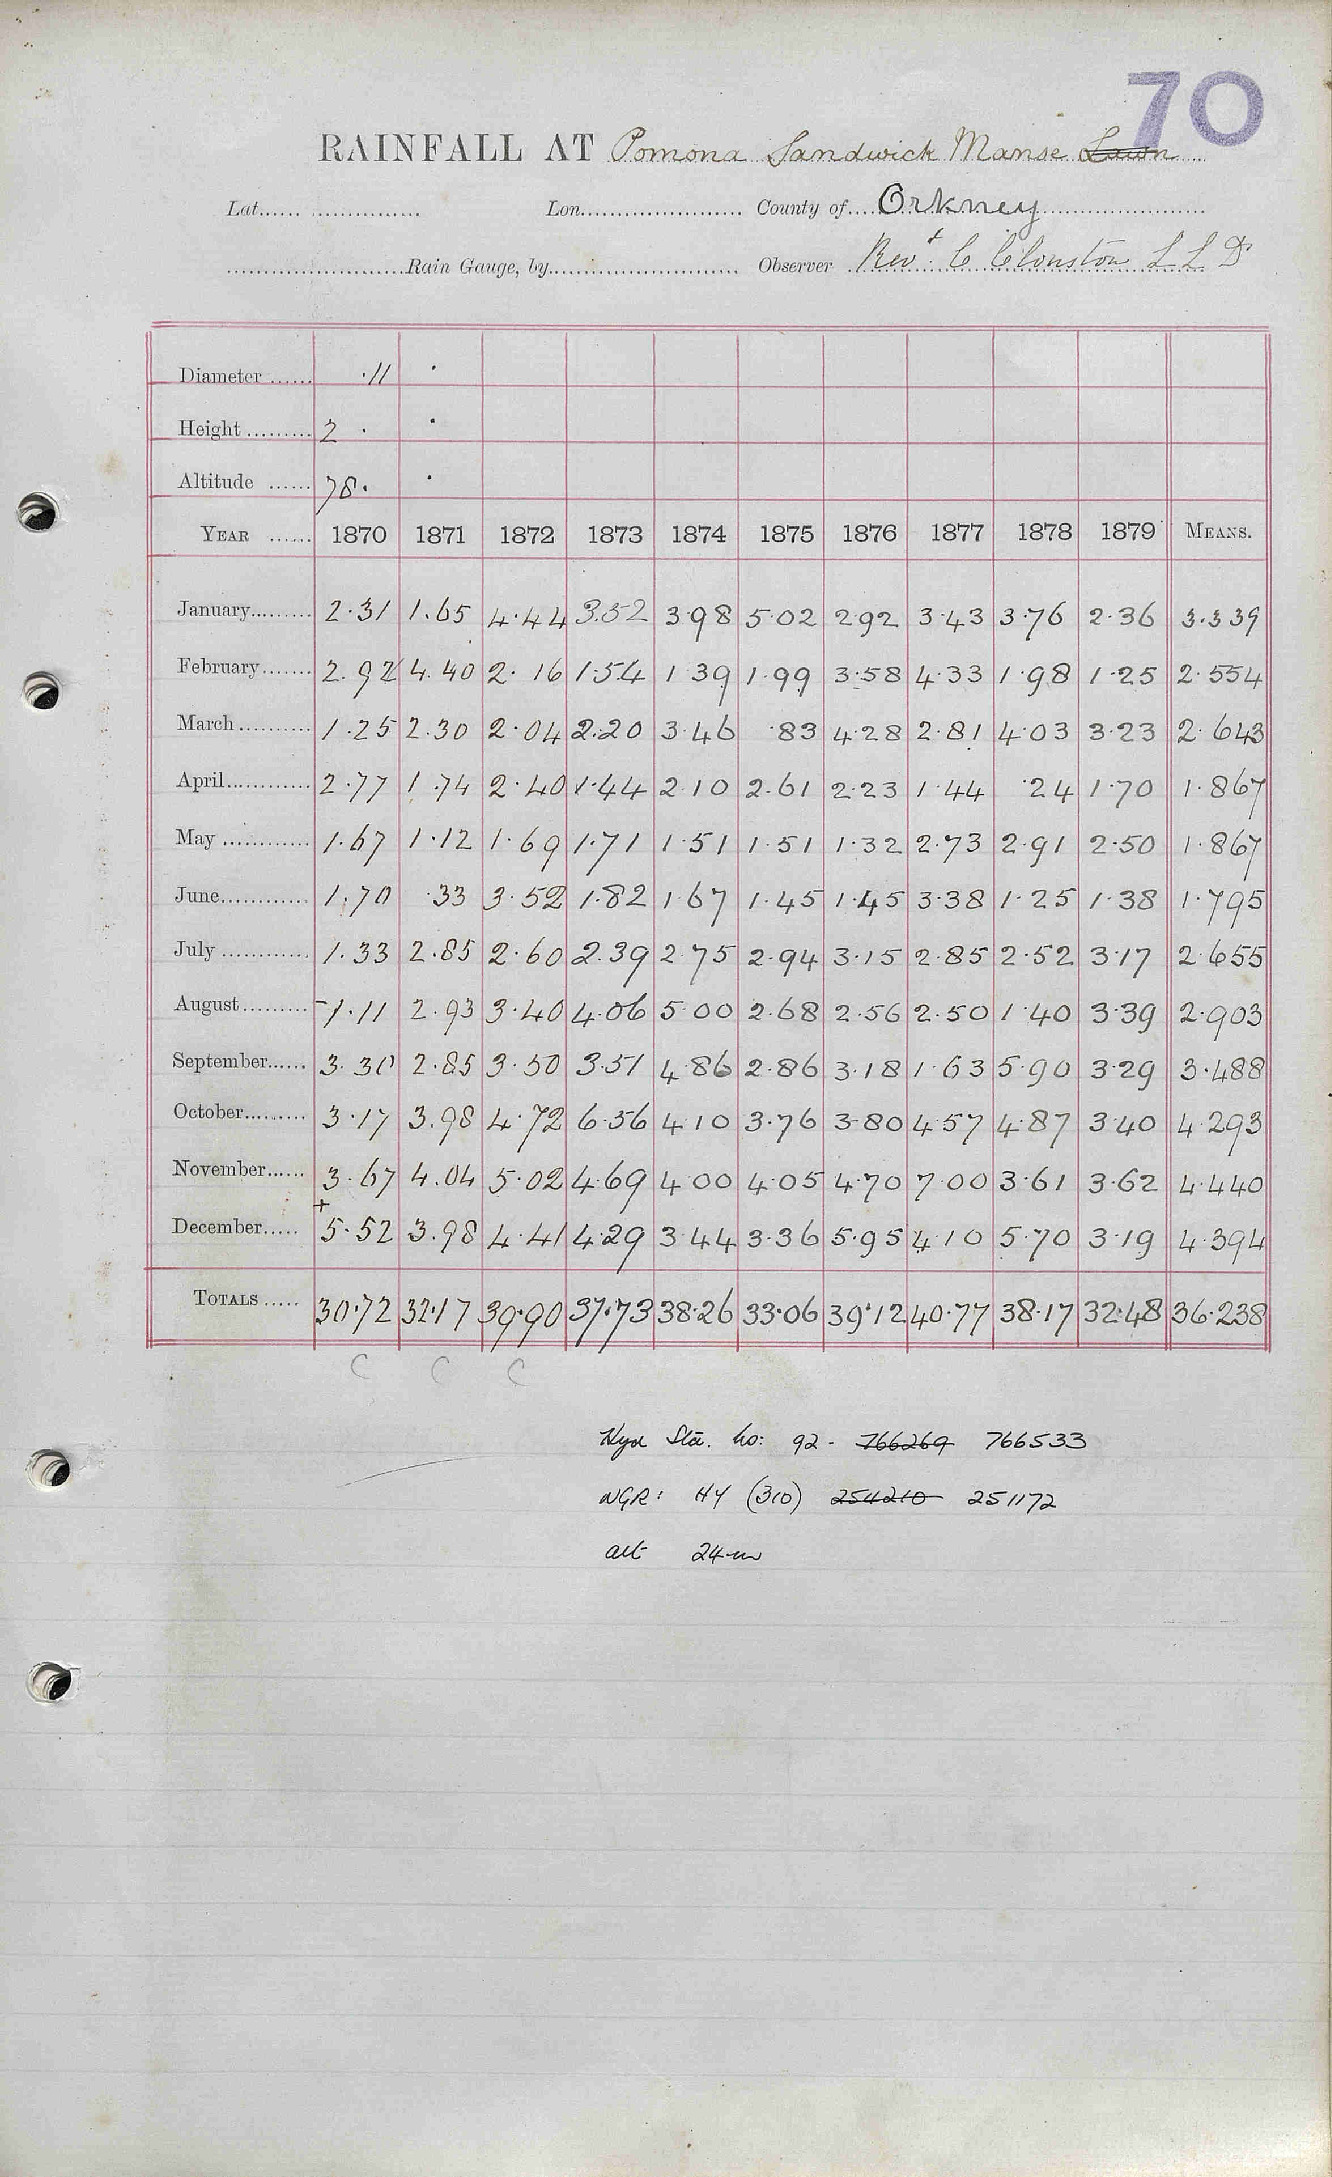 70
RAINFALL AT Pomona Sandwick Manse Lawn
Lat. Lon. County of Orkney
Rain Gauge, by Observer Revt. C Clouston L L D
Diameter ·11 ·
Height 2 · ·
Altitude 78. ·
YEAR 1870 1871 1872 1873 1874 1875 1876 1877 1878 1879 MEANS.
January 2·31 1.65 4·44 3.52 3·98 5·02 2·92 3·43 3·76 2·36 3·339
February 2.92 4.40 2·16 1·54 1·39 1·99 3·58 4·33 1·98 1·25 2·554
March 1·25 2·30 2·04 2.20 3·46 ·83 4·28 2·81 4·03 3·23 2·643
April 2·77 1·74 2·40 1·44 2·10 2·61 2·23 1·44 ·24 1·70 1·867
May 1·67 1·12 1·69 1·71 1·51 1·51 1·32 2·73 2·91 2·50 1·867
June 1.70 ·33 3·52 1·82 1·67 1·45 1·45 3·38 1·25 1·38 1·795
July 1·33 2·85 2·60 2·39 2·75 2·94 3·15 2·85 2·52 3·17 2·655
August -1·11 2·93 3·40 4·06 5·00 2·68 2·56 2·50 1·40 3·39 2·903
September 3·30 2·85 3·50 3·51 4·86 2·86 3·18 1·63 5·90 3·29 3·488
October 3·17 3.98 4·72 6·56 4·10 3·76 3·80 4·57 4·87 3·40 4·293
November 3·67 4.04 5·02 4·69 4·00 4·05 4·70 7·00 3·61 3·62 4·440
December +5·52 3.98 4·41 4·29 3·44 3·36 5·95 4·10 5·70 3·19 4·394
TOTALS 30·72 32·17 39·90 37·73 38·26 33·06 39·12 40·77 38·17 32·48 36·238
C C C
Hyd Sta. No: 92 - 766269 766533
NGR: HY (310) 254210 251172
alt 24m